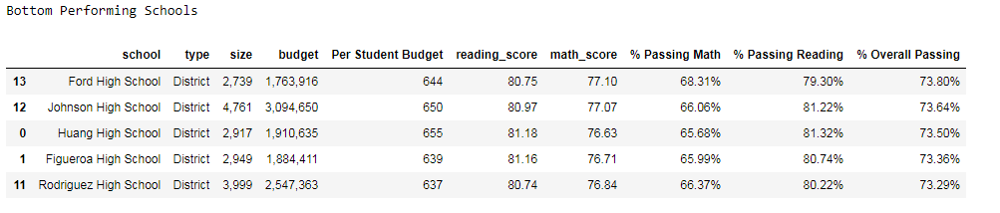 Bottom Performing Schools
school type size budget Per Student Budget reading_score math_score % Passing Math % Passing Reading % Overall Passing
13 Ford High School District 2,739 1,763,916 644 80.75 77.10 68.31% 79.30% 73.80%
12 Johnson High School District 4,761 3,094,650 650 80.97 77.07 66.06% 81.22% 73.64%
0 Huang High School District 2,917 1,910,635 655 81.18 76.63 65.68% 81.32% 73.50%
1 Figueroa High School District 2,949 1,884,411 639 81.16 76.71 65.99% 80.74% 73.36%
11 Rodriguez High School District 3,999 2,547,363 637 80.74 76.84 66.37% 80.22% 73.29%